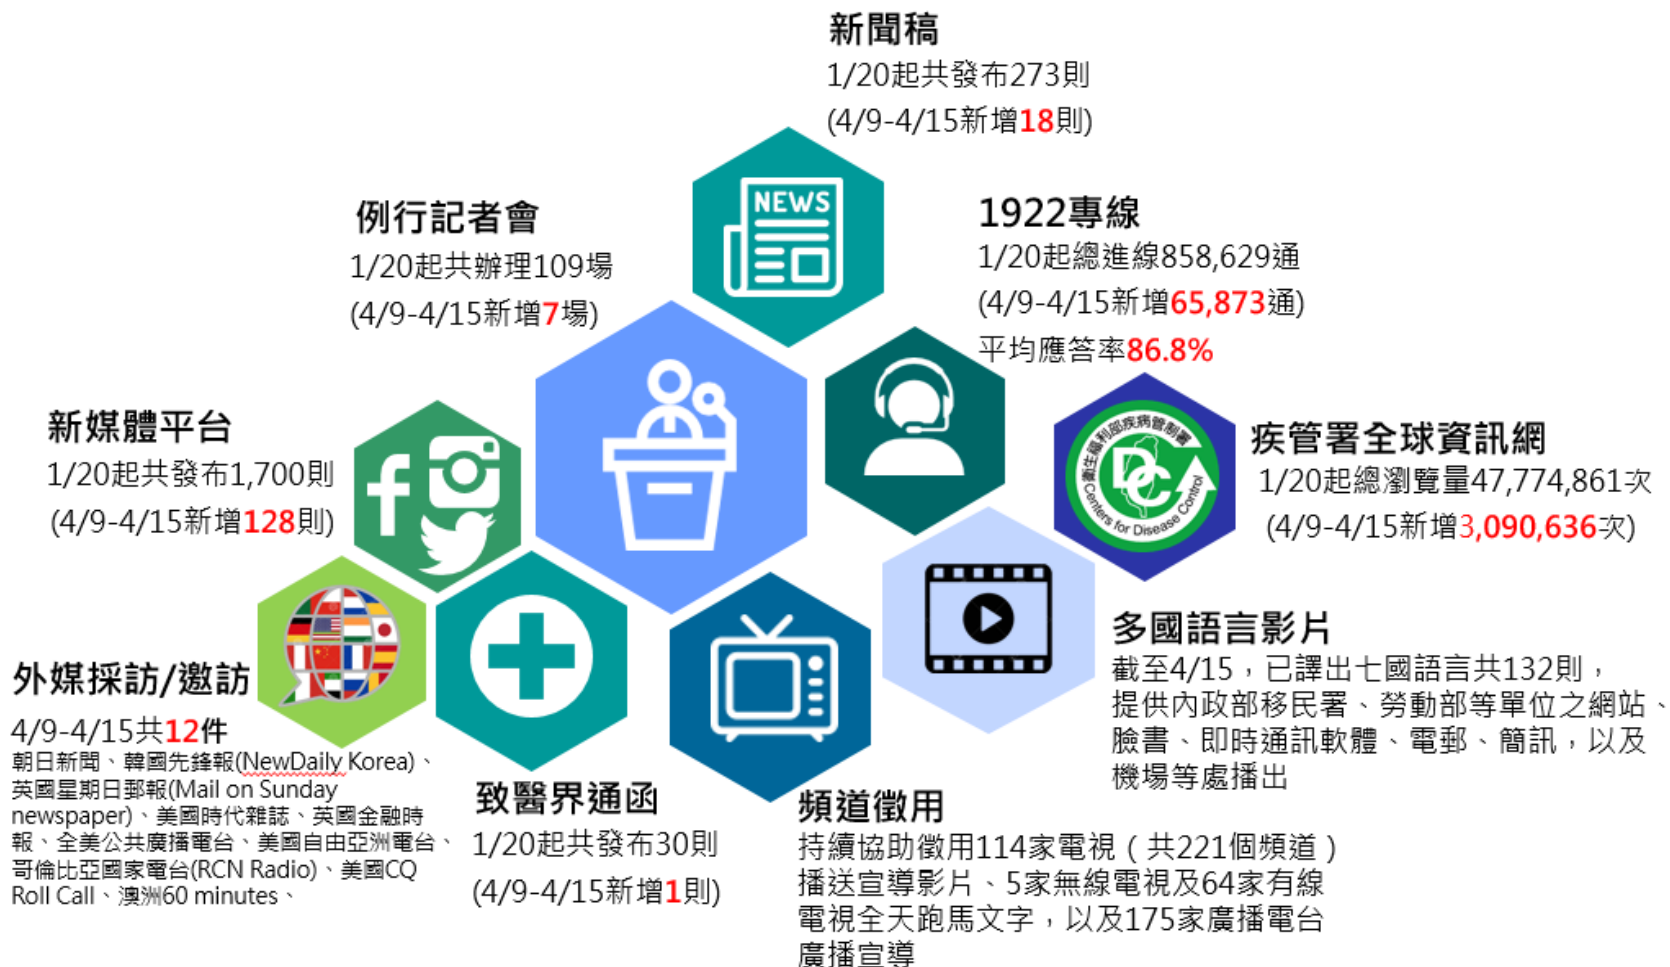 新聞稿
1/20起共發布273則
(4/9-4/15新增18則)
NEWS
例行記者會
1/20起共辦理109場
(4/9-4/15新增7場)
1922專線
1/20起總進線858,629通
(4/9-4/15新增65,873通)
平均應答率86.8%
新媒體平台
1/20起共發布1,700則
(4/9-4/15新增128則)
衛生福利部疾病管制署
Centers for Disease Control
疾管署全球資訊網
1/20起總瀏覽量47,774,861次
(4/9-4/15新增3,090,636次)
外媒採訪/邀訪
4/9-4/15共12件
朝日新聞、韓國先鋒報(NewDaily Korea)、
英國星期日郵報(Mail on Sunday
newspaper)、美國時代雜誌、英國金融時
報、全美公共廣播電台、美國自由亞洲電台、
哥倫比亞國家電台(RCN Radio)、美國CQ
Roll Call、澳洲60 minutes、
致醫界通函
1/20起共發布30則
(4/9-4/15新增1則)
頻道徵用
持續協助徵用114家電視（共221個頻道）
播送宣導影片、5家無線電視及64家有線
電視全天跑馬文字，以及175家廣播電台
廣播宣導
多國語言影片
截至4/15，已譯出七國語言共132則，
提供內政部移民署、勞動部等單位之網站、
臉書、即時通訊軟體、電郵、簡訊，以及
機場等處播出